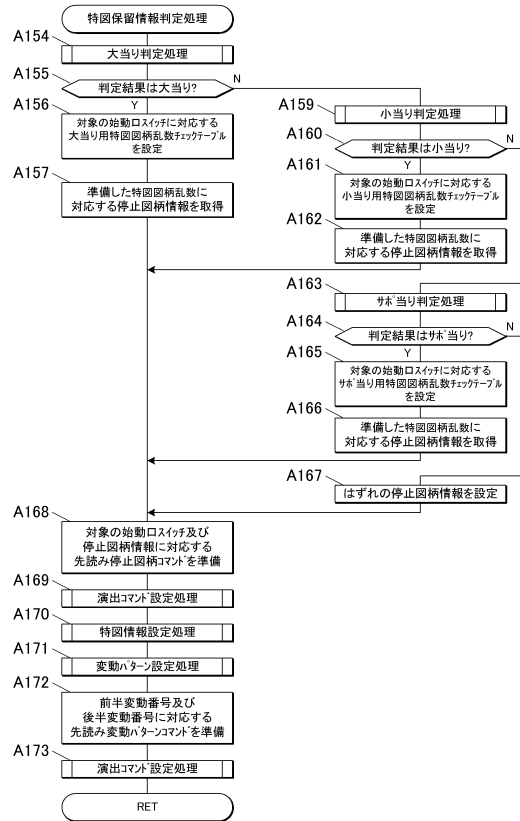 特図保留情報判定処理
A154
大当り判定処理
A155
判定結果は大当り?
N
Y
A156
対象の始動口スイッチに対応する
大当り用特図図柄乱数チェックテーブル
を設定
A157
準備した特図図柄乱数に
対応する停止図柄情報を取得
A159
小当り判定処理
A160
判定結果は小当り?
N
Y
A161
対象の始動口スイッチに対応する
小当り用特図図柄乱数チェックテーブル
を設定
A162
準備した特図図柄乱数に
対応する停止図柄情報を取得
A163
サポ当り判定処理
A164
判定結果はサポ当り?
N
Y
A165
対象の始動口スイッチに対応する
サポ当り用特図図柄乱数チェックテーブル
を設定
A166
準備した特図図柄乱数に
対応する停止図柄情報を取得
A167
はずれの停止図柄情報を設定
A168
対象の始動口スイッチ及び
停止図柄情報に対応する
先読み停止図柄コマンドを準備
A169
演出コマンド設定処理
A170
特図情報設定処理
A171
変動パターン設定処理
A172
前半変動番号及び
後半変動番号に対応する
先読み変動パターンコマンドを準備
A173
演出コマンド設定処理
RET